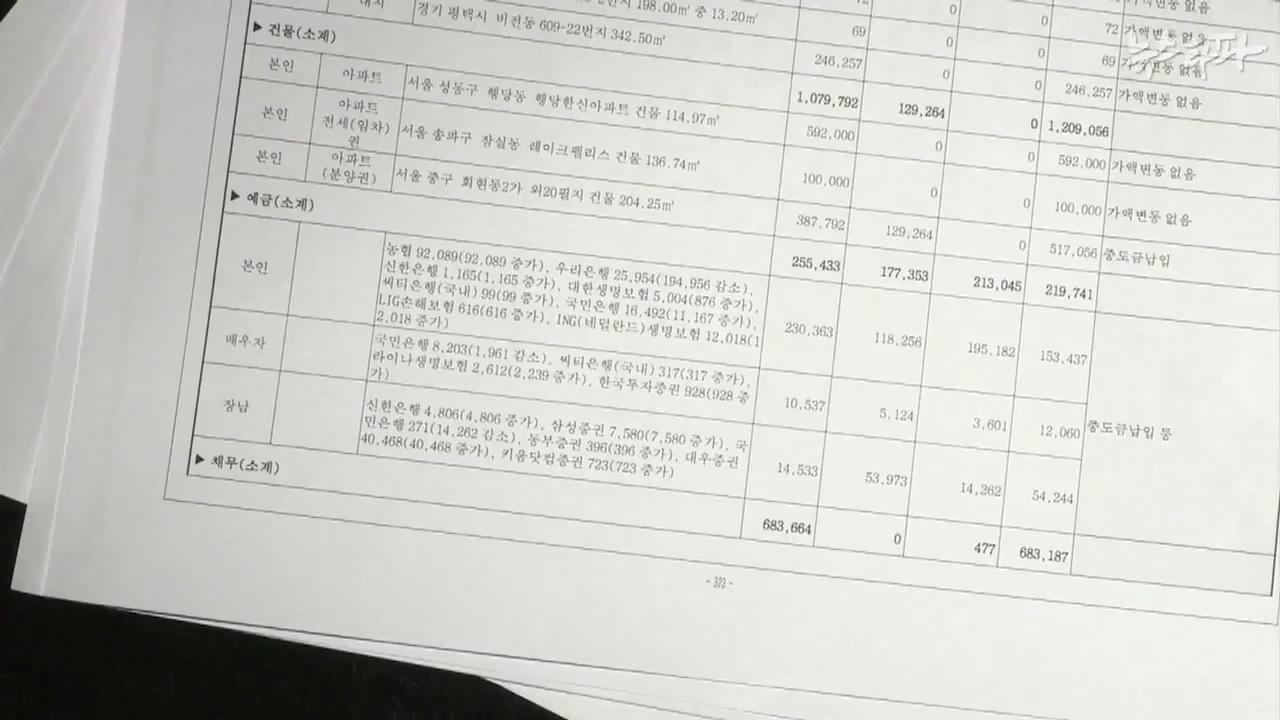 198.00㎡ 중 13.20㎡ 0 0 72 가액변동 없음
경기 평택시 비전동 609-22번지 342.50㎡ 69 0 0 69 가액변동 없음
246,257 0 0 246,257 가액변동 없음
▶ 건물(소계) 1,079,792 129,264 0 1,209,056
본인 아파트 서울 성동구 행당동 행당한신아파트 건물 114.97㎡ 592,000 0 0 592,000 가액변동 없음
본인 아파트 전세(임차)권 서울 송파구 잠실동 레이크팰리스 건물 136.74㎡ 100,000 0 0 100,000 가액변동 없음
본인 아파트 (분양권) 서울 중구 회현동2가 외20필지 건물 204.25㎡ 387,792 129,264 0 517,056 중도금납입
▶ 예금(소계) 255,433 177,353 213,045 219,741
본인 농협 92,089(92,089 증가), 우리은행 25,954(194,956 감소),
신한은행 1,165(1,165 증가), 대한생명보험 5,004(876 증가),
씨티은행(국내) 99(99 증가), 국민은행 16,492(11,167 증가),
LIG손해보험 616(616 증가), ING(네덜란드)생명보험 12,018(1
2,018 증가) 230,363 118,256 195,182 153,437
배우자 국민은행 8,203(1,961 감소), 씨티은행(국내) 317(317 증가),
라이나생명보험 2,612(2,239 증가), 한국투자증권 928(928 증
가) 10,537 5,124 3,601 12,060 중도금납입 등
장남 신한은행 4,806(4,806 증가), 삼성증권 7,580(7,580 증가), 국
민은행 271(14,262 감소), 동부증권 396(396 증가), 대우증권
40,468(40,468 증가), 키움닷컴증권 723(723 증가) 14,533 53,973 14,262 54,244
▶ 채무(소계) 683,664 0 477 683,187
- 323 -
뉴스타파